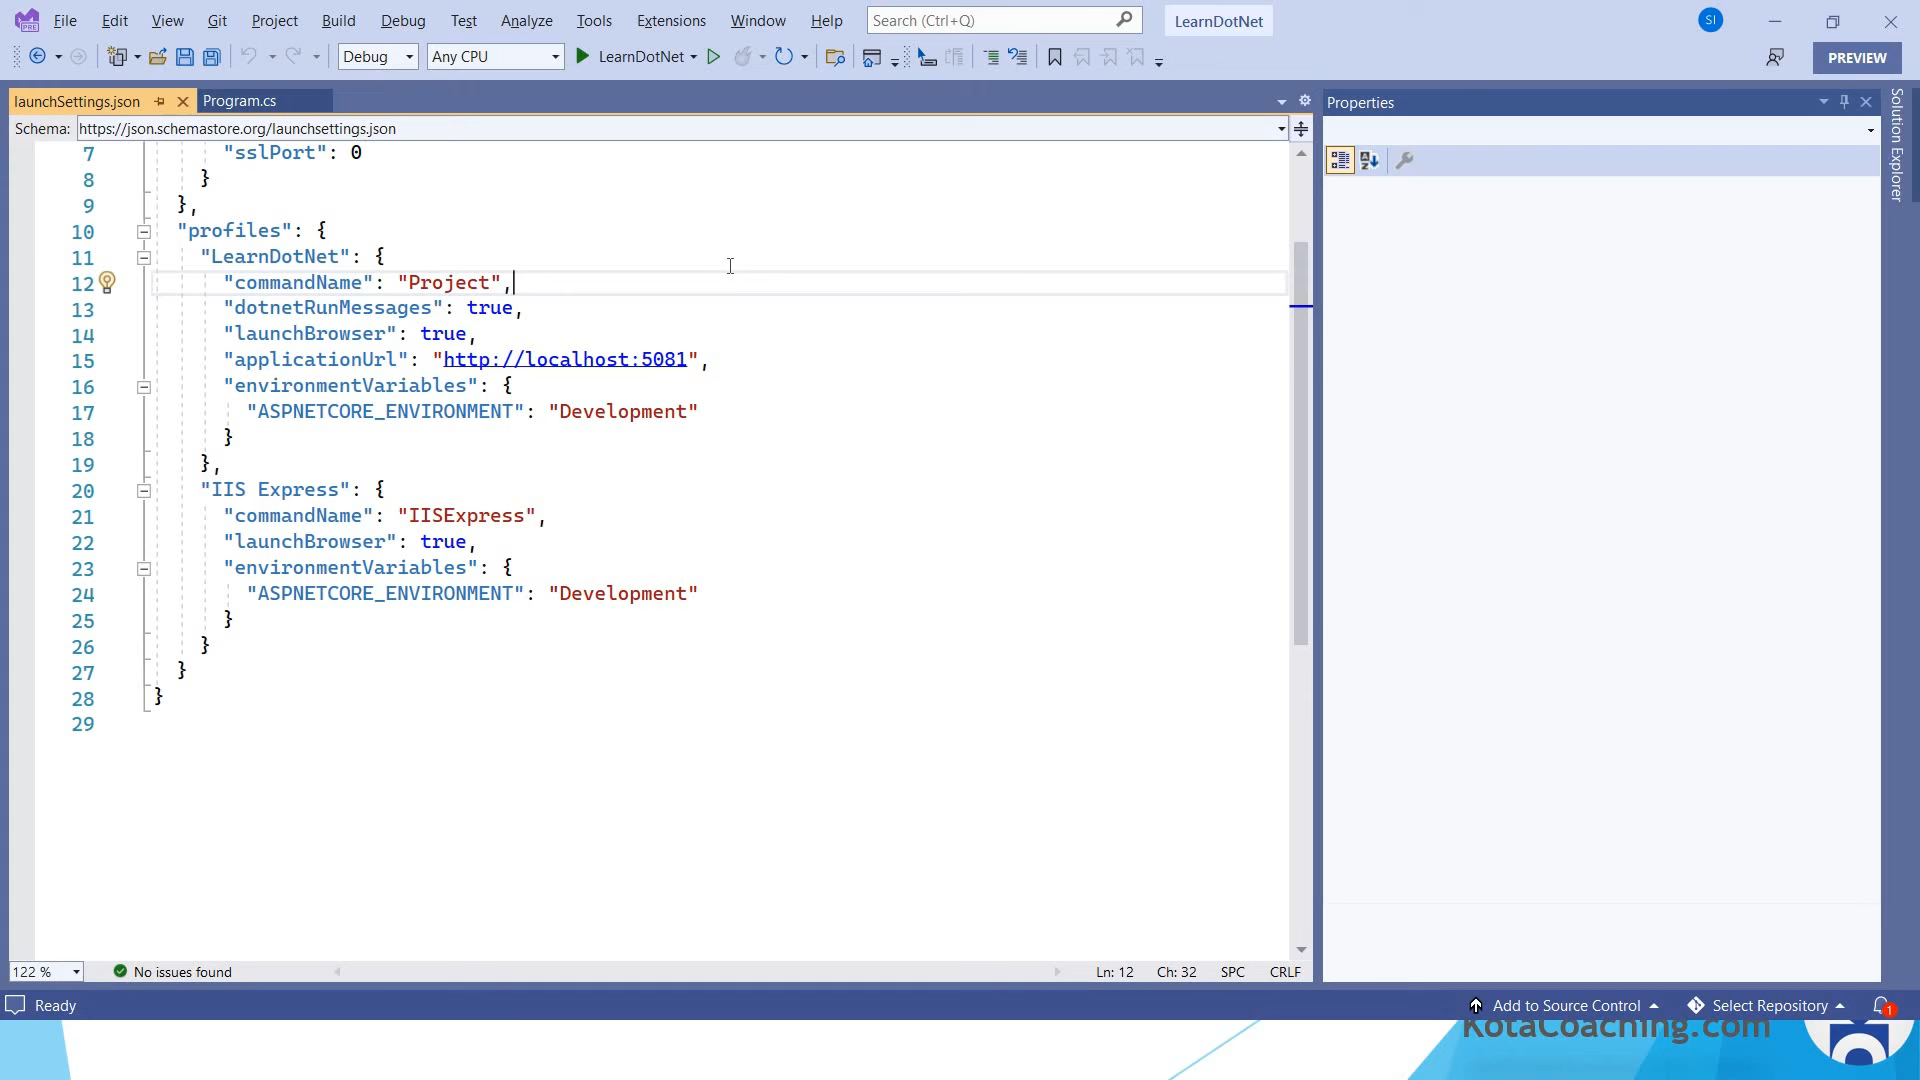 File Edit View Git Project Build Debug Test Analyze Tools Extensions Window Help Search (Ctrl+Q) LearnDotNet SI
Debug Any CPU LearnDotNet PREVIEW
launchSettings.json Program.cs
Schema: https://json.schemastore.org/launchsettings.json
7 "sslPort": 0
8 }
9 },
10 "profiles": {
11 "LearnDotNet": {
12 "commandName": "Project",
13 "dotnetRunMessages": true,
14 "launchBrowser": true,
15 "applicationUrl": "http://localhost:5081",
16 "environmentVariables": {
17 "ASPNETCORE_ENVIRONMENT": "Development"
18 }
19 },
20 "IIS Express": {
21 "commandName": "IISExpress",
22 "launchBrowser": true,
23 "environmentVariables": {
24 "ASPNETCORE_ENVIRONMENT": "Development"
25 }
26 }
27 }
28 }
29
122 % No issues found Ln: 12 Ch: 32 SPC CRLF
Properties
Solution Explorer
Ready Add to Source Control Select Repository 1
KotaCoaching.com